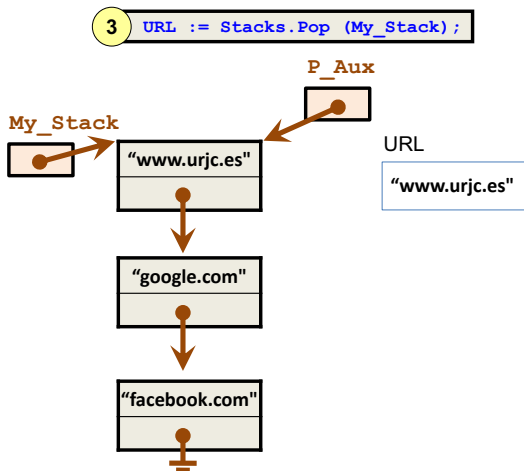 3 URL := Stacks.Pop (My_Stack);
P_Aux
My_Stack
URL
“www.urjc.es"
“www.urjc.es"
“google.com"
“facebook.com"